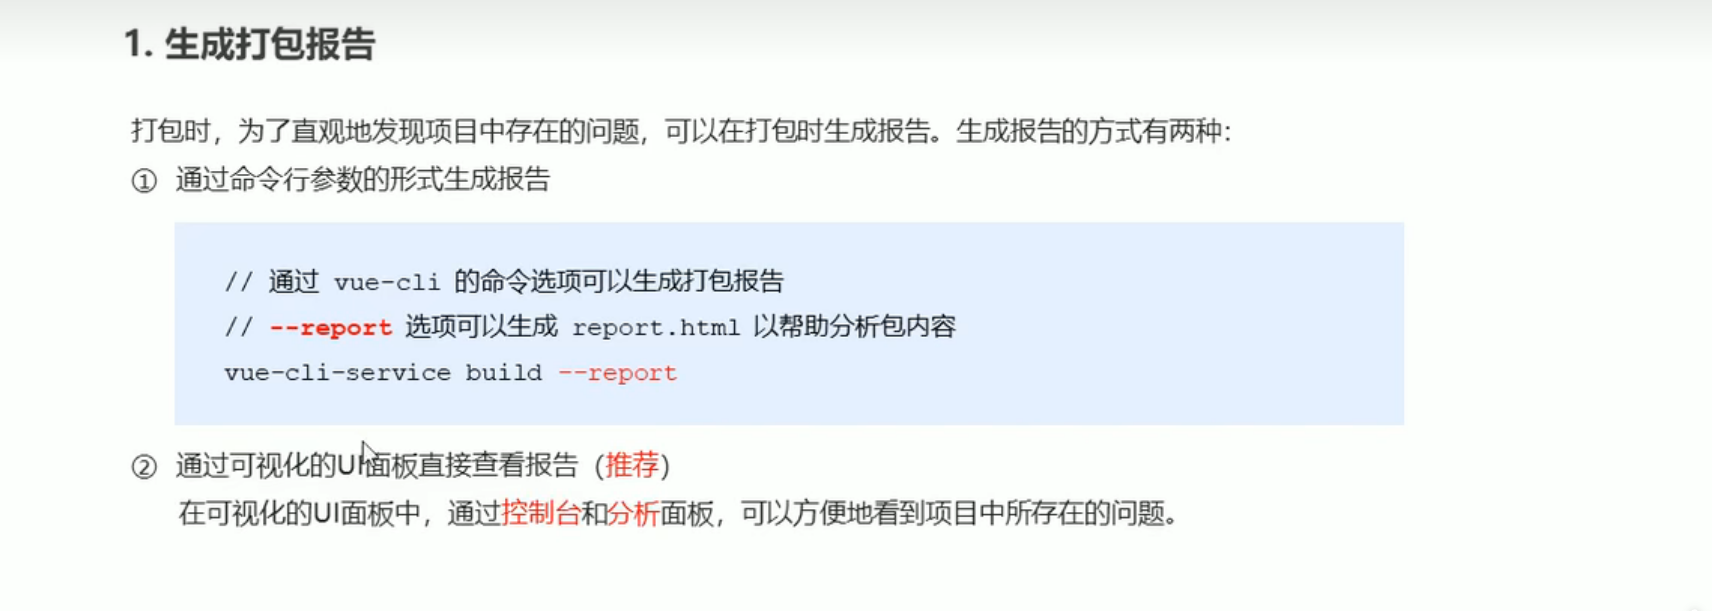 1. 生成打包报告
打包时，为了直观地发现项目中存在的问题，可以在打包时生成报告。生成报告的方式有两种：
① 通过命令行参数的形式生成报告
// 通过 vue-cli 的命令选项可以生成打包报告
// --report 选项可以生成 report.html 以帮助分析包内容
vue-cli-service build --report
② 通过可视化的UI面板直接查看报告（推荐）
在可视化的UI面板中，通过控制台和分析面板，可以方便地看到项目中所存在的问题。